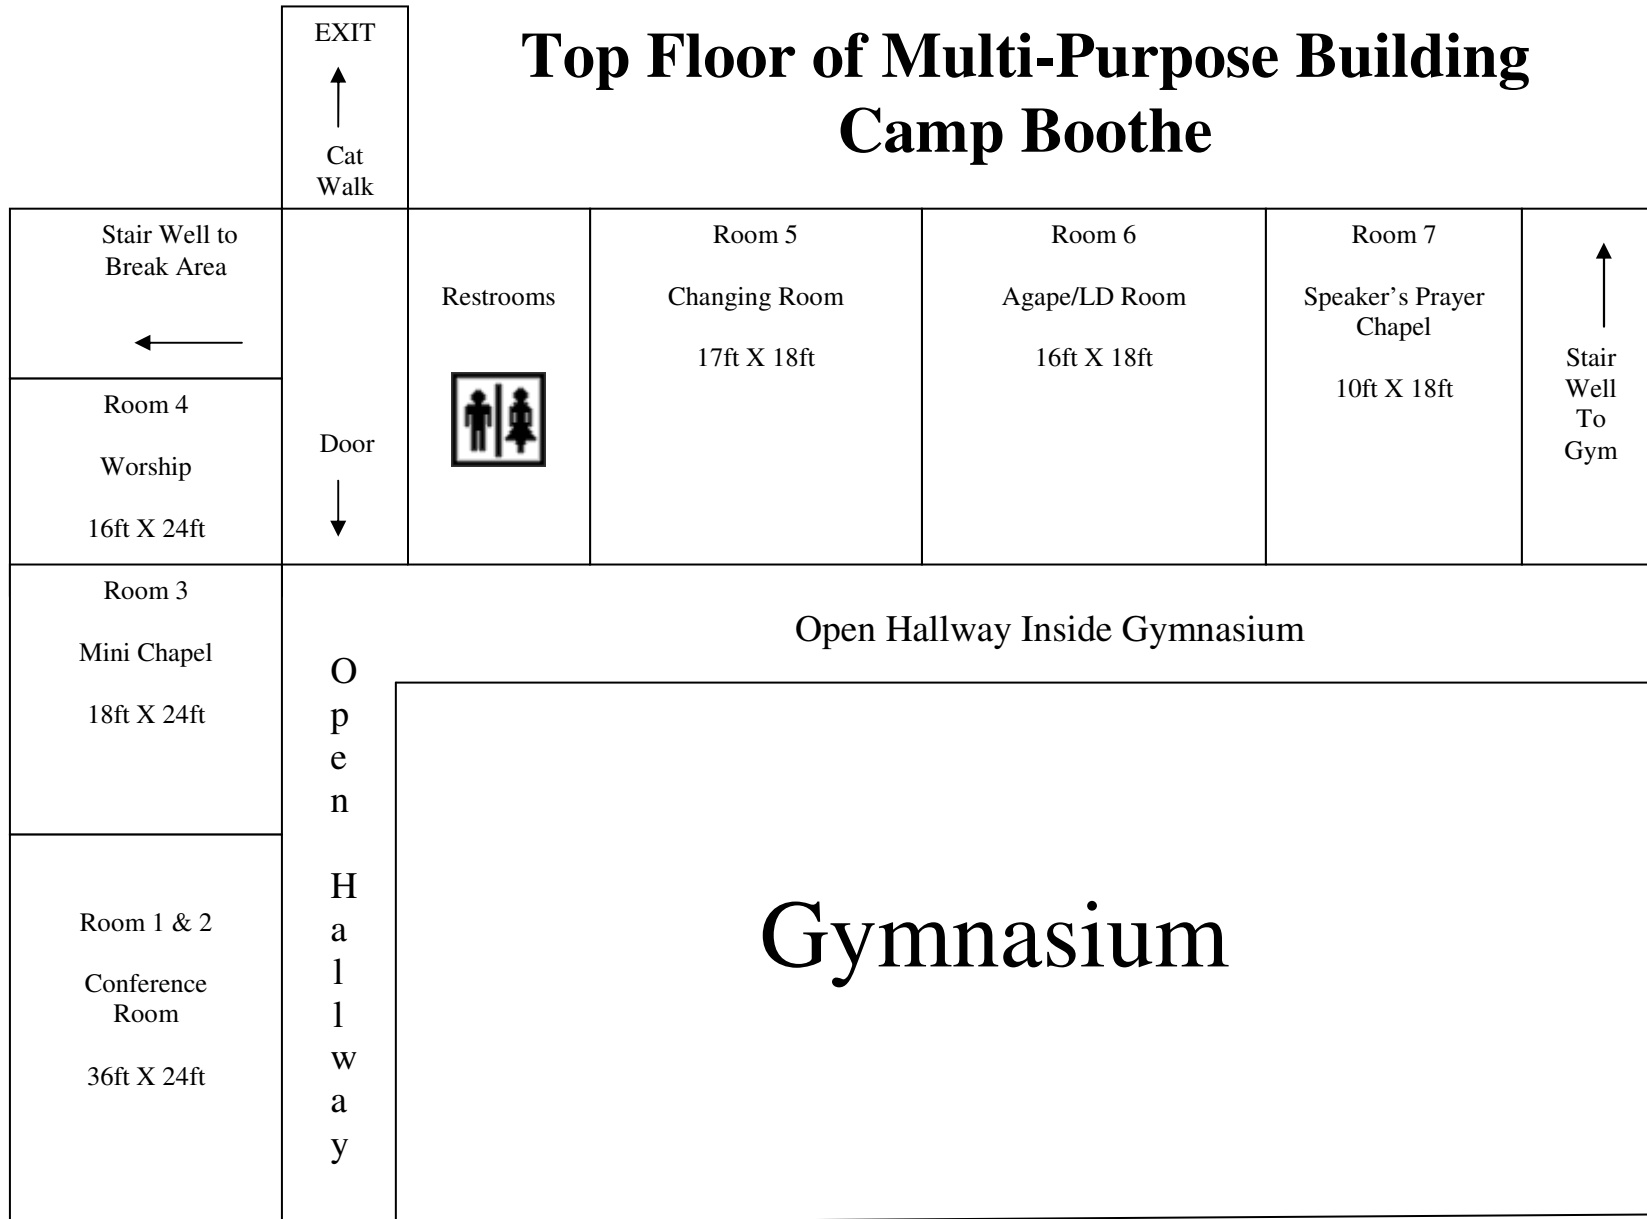 EXIT
Cat
Walk
Top Floor of Multi-Purpose Building
Camp Boothe
Stair Well to
Break Area
Room 4
Worship
16ft X 24ft
Door
Restrooms
Room 5
Changing Room
17ft X 18ft
Room 6
Agape/LD Room
16ft X 18ft
Room 7
Speaker’s Prayer
Chapel
10ft X 18ft
Stair
Well
To
Gym
Room 3
Mini Chapel
18ft X 24ft
Room 1 & 2
Conference
Room
36ft X 24ft
Open Hallway
Open Hallway Inside Gymnasium
Gymnasium